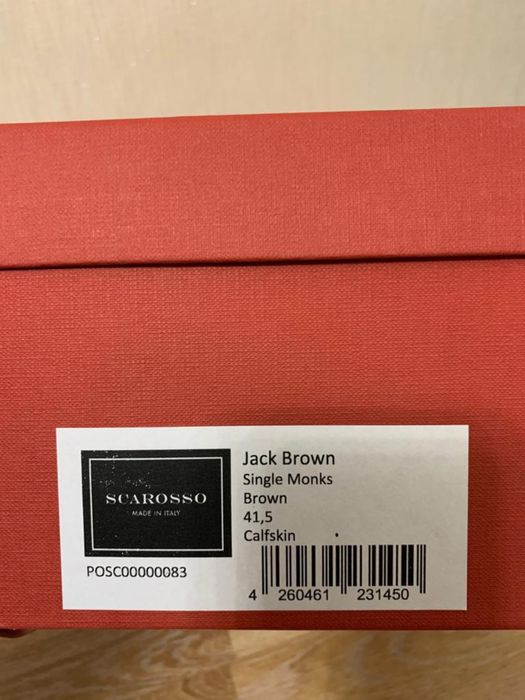 SCAROSSO
MADE IN ITALY
POSC00000083
Jack Brown
Single Monks
Brown
41,5
Calfskin
4 260461 231450